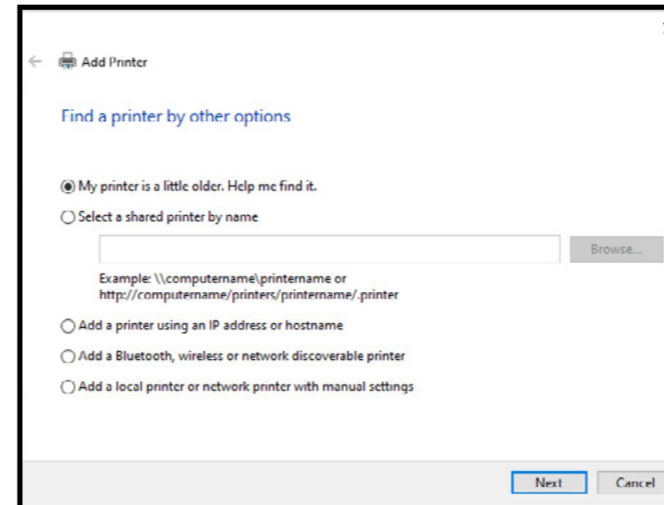 Add Printer
Find a printer by other options
My printer is a little older. Help me find it.
Select a shared printer by name
Browse...
Example: \\computername\printername or
http://computername/printers/printername/.printer
Add a printer using an IP address or hostname
Add a Bluetooth, wireless or network discoverable printer
Add a local printer or network printer with manual settings
Next Cancel